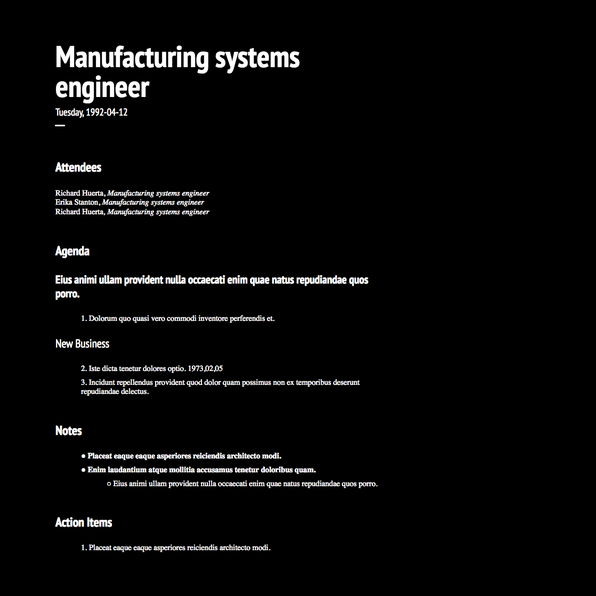 Manufacturing systems
engineer
Tuesday, 1992-04-12
Attendees
Richard Huerta, Manufacturing systems engineer
Erika Stanton, Manufacturing systems engineer
Richard Huerta, Manufacturing systems engineer
Agenda
Eius animi ullam provident nulla occaecati enim quae natus repudiandae quos
porro.
1. Dolorum quo quasi vero commodi inventore perferendis et.
New Business
2. Iste dicta tenetur dolores optio. 1973,02,05
3. Incidunt repellendus provident quod dolor quam possimus non ex temporibus deserunt
repudiandae delectus.
Notes
● Placeat eaque eaque asperiores reiciendis architecto modi.
● Enim laudantium atque mollitia accusamus tenetur doloribus quam.
○ Eius animi ullam provident nulla occaecati enim quae natus repudiandae quos porro.
Action Items
1. Placeat eaque eaque asperiores reiciendis architecto modi.